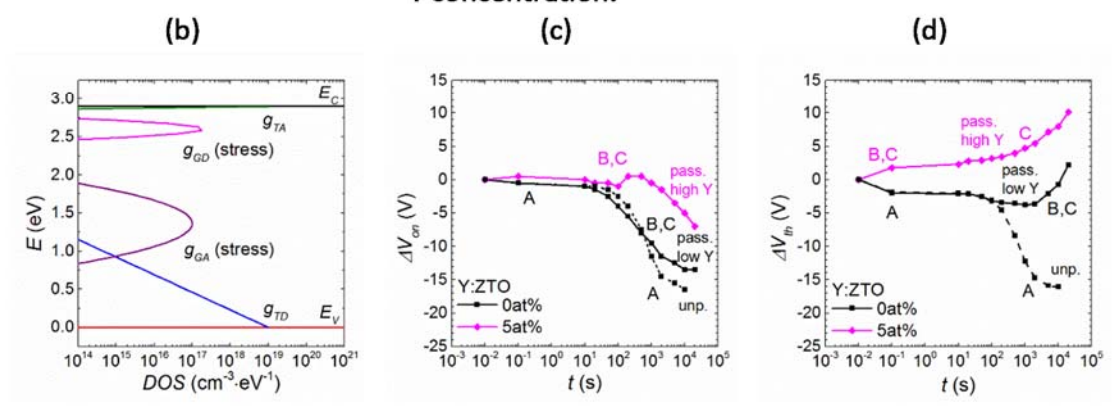 Y concentration.
(b)
(c)
(d)
3.0
2.5
2.0
1.5
1.0
0.5
0.0
E (eV)
E_C
g_TA
g_GD (stress)
g_GA (stress)
g_TD
E_V
10^14 10^15 10^16 10^17 10^18 10^19 10^20 10^21
DOS (cm^-3·eV^-1)
15
10
5
0
-5
-10
-15
-20
-25
ΔV_on (V)
B,C
pass.
high Y
A
B,C
pass.
low Y
A
unp.
Y:ZTO
0at%
5at%
10^-3 10^-2 10^-1 10^0 10^1 10^2 10^3 10^4 10^5
t (s)
15
10
5
0
-5
-10
-15
-20
-25
ΔV_th (V)
pass.
high Y
C
B,C
pass.
low Y
A
B,C
unp.
A
Y:ZTO
0at%
5at%
10^-3 10^-2 10^-1 10^0 10^1 10^2 10^3 10^4 10^5
t (s)